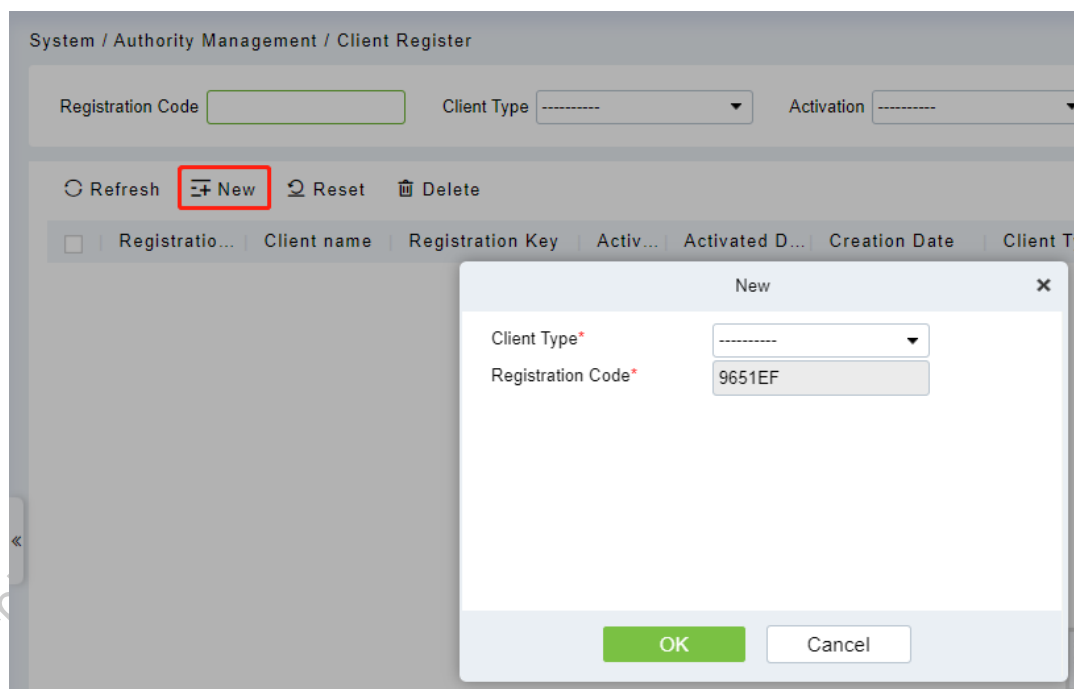 System / Authority Management / Client Register
Registration Code Client Type ---------- Activation ----------
Refresh New Reset Delete
Registratio... Client name Registration Key Activ... Activated D... Creation Date Client T
New
Client Type* ----------
Registration Code* 9651EF
OK Cancel